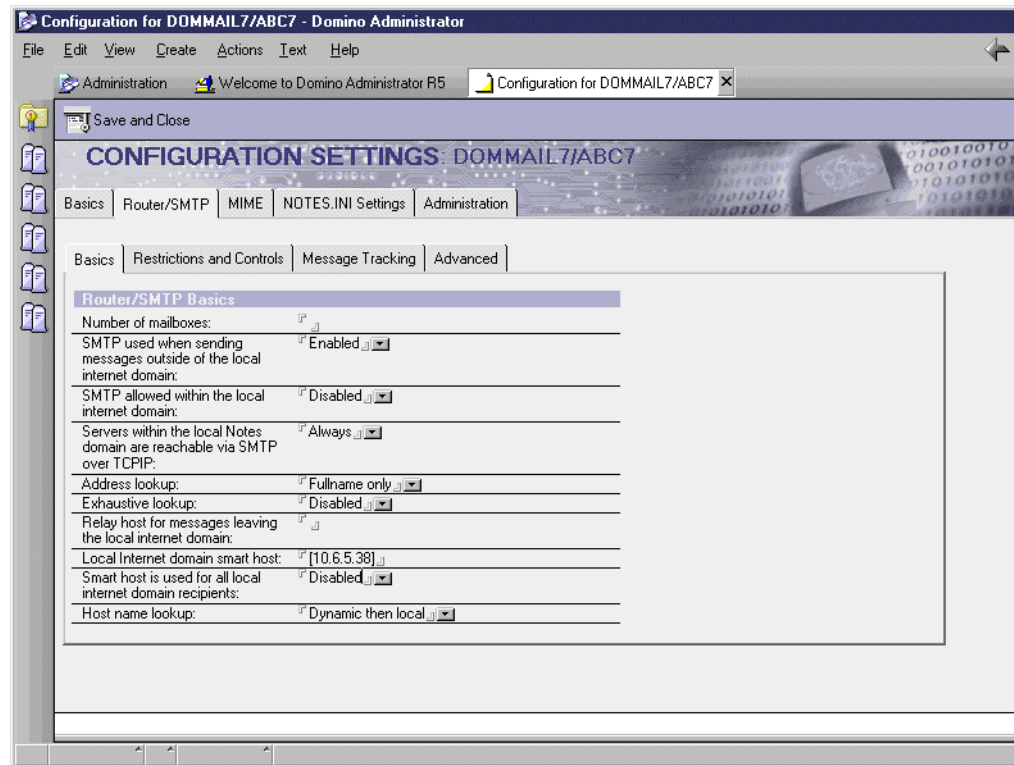 Configuration for DOMMAIL7/ABC7 - Domino Administrator
File Edit View Create Actions Text Help
Administration Welcome to Domino Administrator R5 Configuration for DOMMAIL7/ABC7
Save and Close
CONFIGURATION SETTINGS: DOMMAIL7/ABC7
Basics Router/SMTP MIME NOTES.INI Settings Administration
Basics Restrictions and Controls Message Tracking Advanced
Router/SMTP Basics
Number of mailboxes:
SMTP used when sending Enabled
messages outside of the local
internet domain:
SMTP allowed within the local Disabled
internet domain:
Servers within the local Notes Always
domain are reachable via SMTP
over TCPIP:
Address lookup: Fullname only
Exhaustive lookup: Disabled
Relay host for messages leaving
the local internet domain:
Local Internet domain smart host: [10.6.5.38]
Smart host is used for all local Disabled
internet domain recipients:
Host name lookup: Dynamic then local